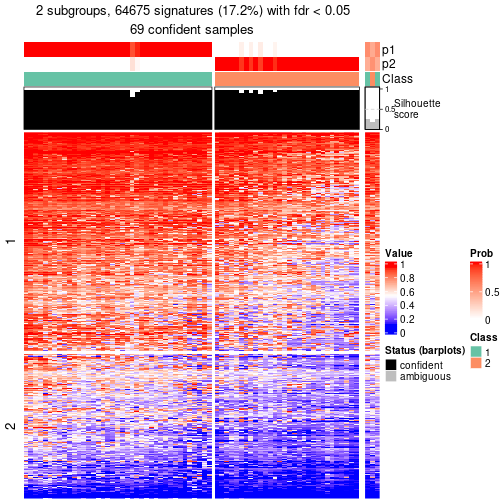 2 subgroups, 64675 signatures (17.2%) with fdr < 0.05
69 confident samples
p1
p2
Class
1
0.5
0
Silhouette
score
1
2
Value
1
0.8
0.6
0.4
0.2
0
Prob
1
0.5
0
Class
1
2
Status (barplots)
confident
ambiguous